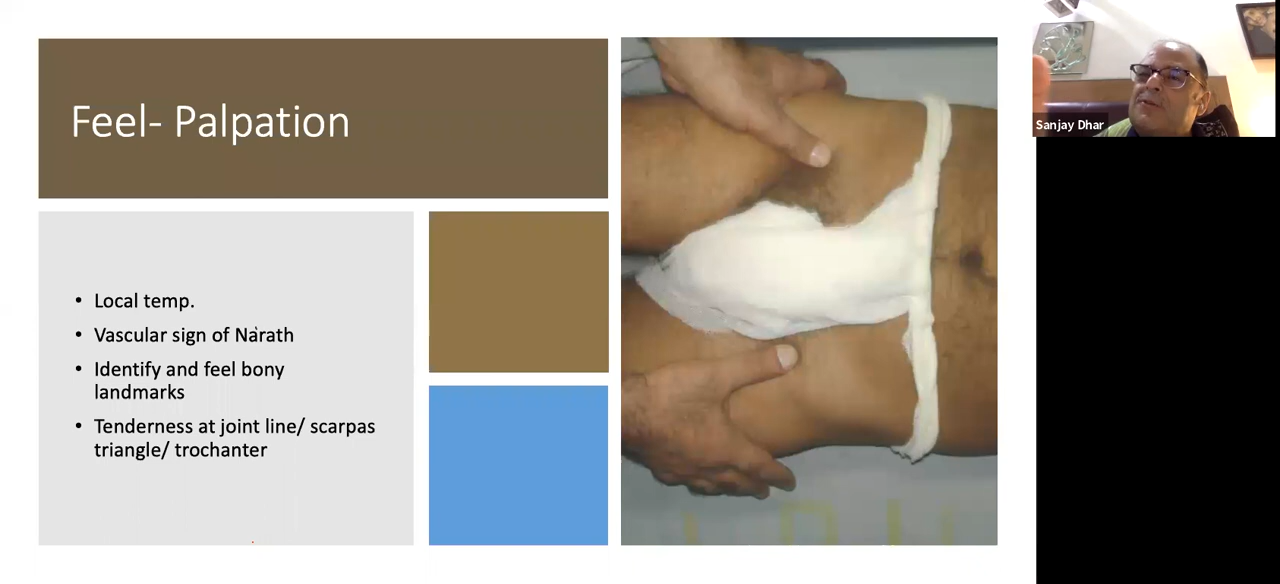 Feel- Palpation
• Local temp.
• Vascular sign of Narath
• Identify and feel bony
landmarks
• Tenderness at joint line/ scarpas
triangle/ trochanter
Sanjay Dhar